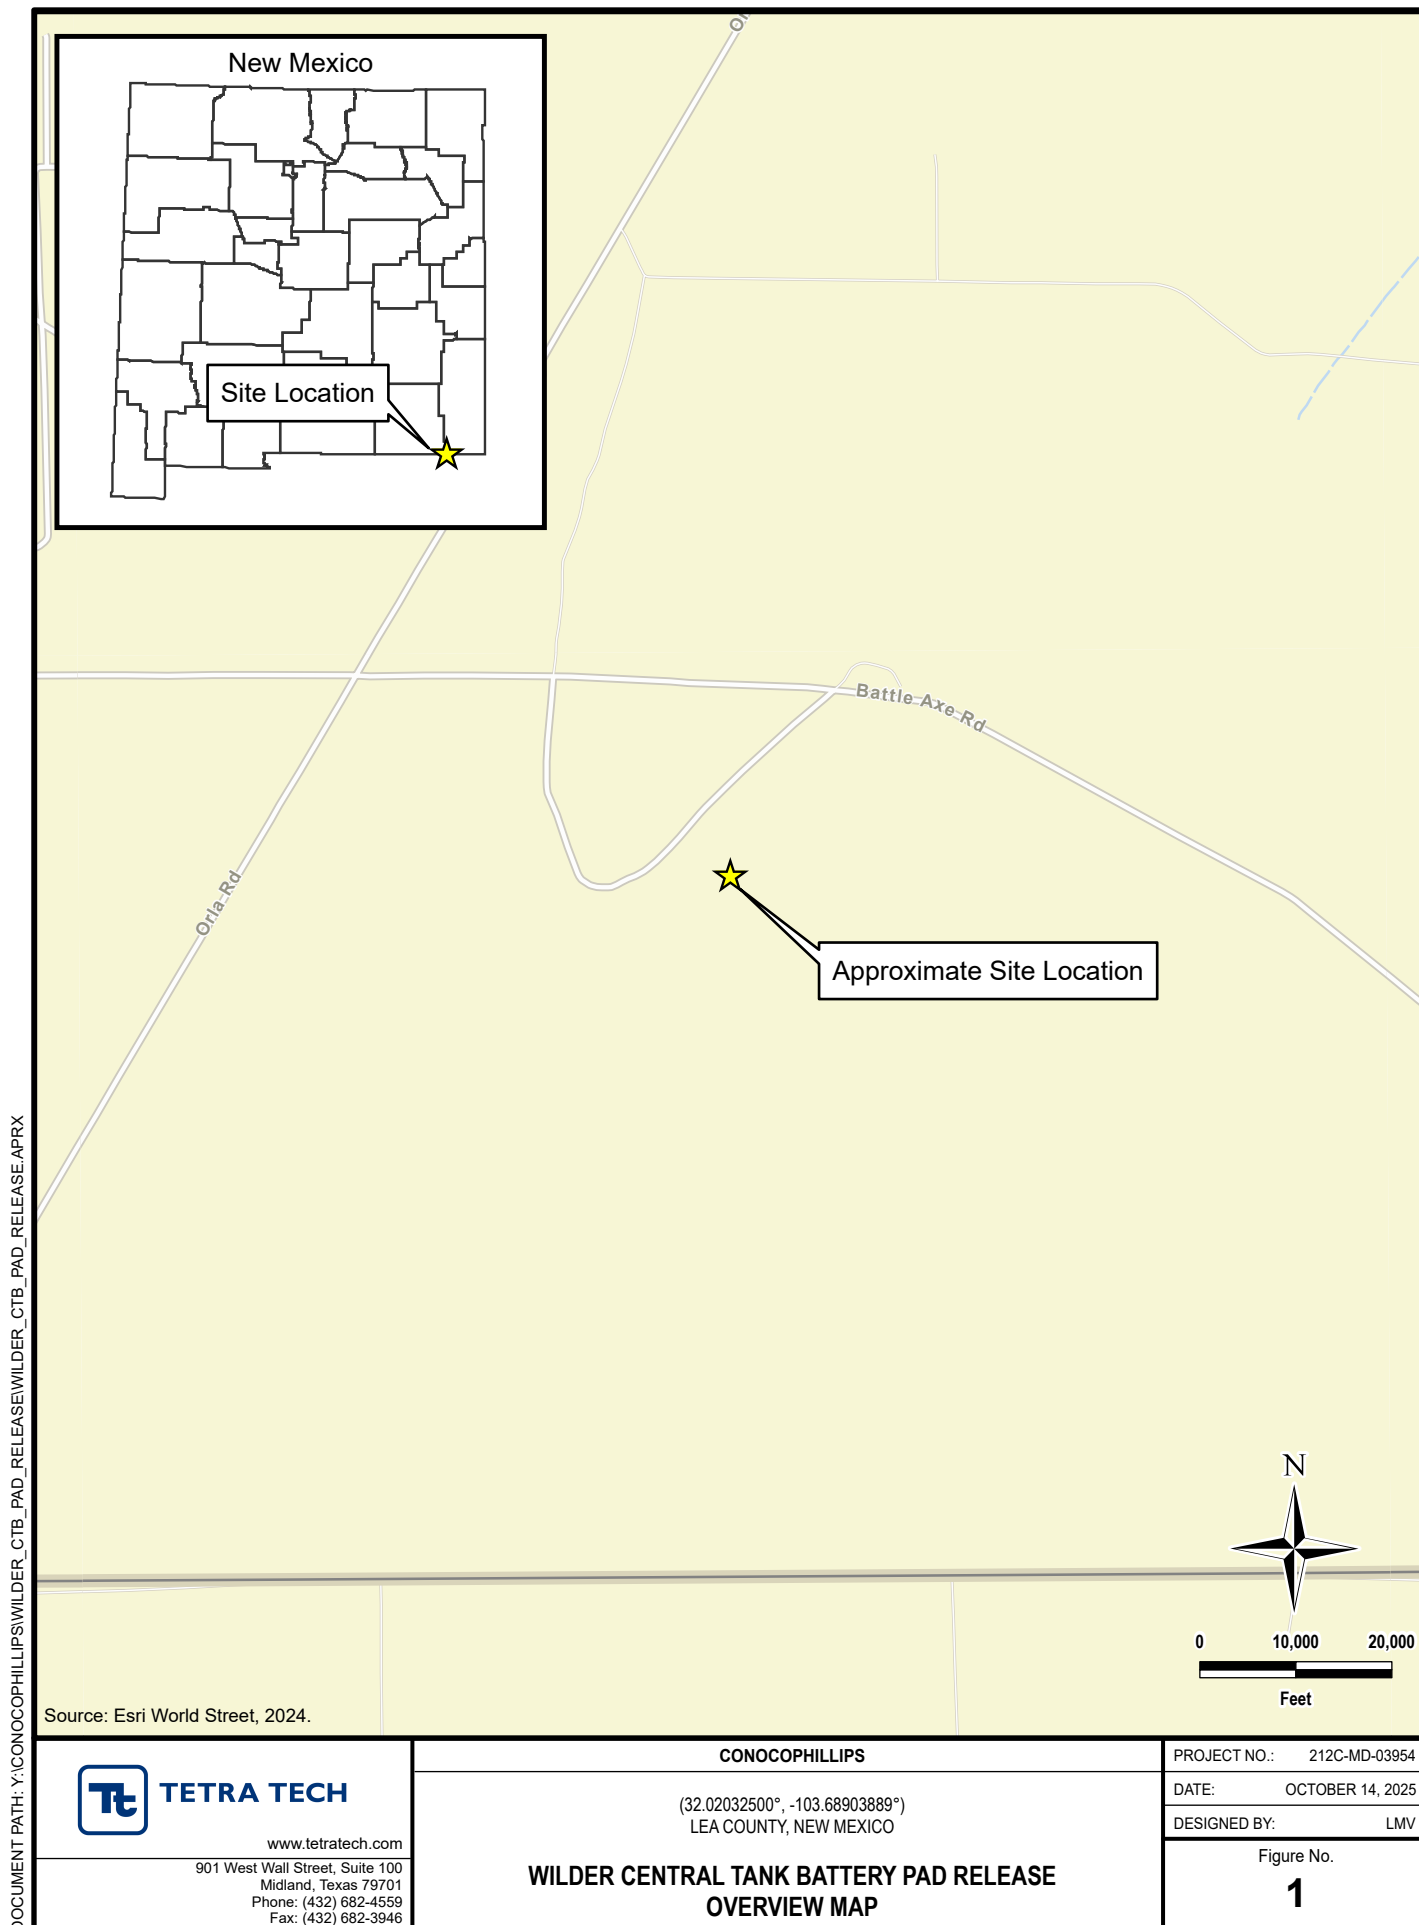 New Mexico
Site Location
Battle Axe Rd
Orla Rd
Approximate Site Location
N
0 10,000 20,000
Feet
Source: Esri World Street, 2024.
DOCUMENT PATH: Y:\CONOCOPHILLIPS\WILDER_CTB_PAD_RELEASE\WILDER_CTB_PAD_RELEASE.APRX
Tt TETRA TECH
www.tetratech.com
901 West Wall Street, Suite 100
Midland, Texas 79701
Phone: (432) 682-4559
Fax: (432) 682-3946
CONOCOPHILLIPS
(32.02032500°, -103.68903889°)
LEA COUNTY, NEW MEXICO
WILDER CENTRAL TANK BATTERY PAD RELEASE
OVERVIEW MAP
PROJECT NO.: 212C-MD-03954
DATE: OCTOBER 14, 2025
DESIGNED BY: LMV
Figure No.
1